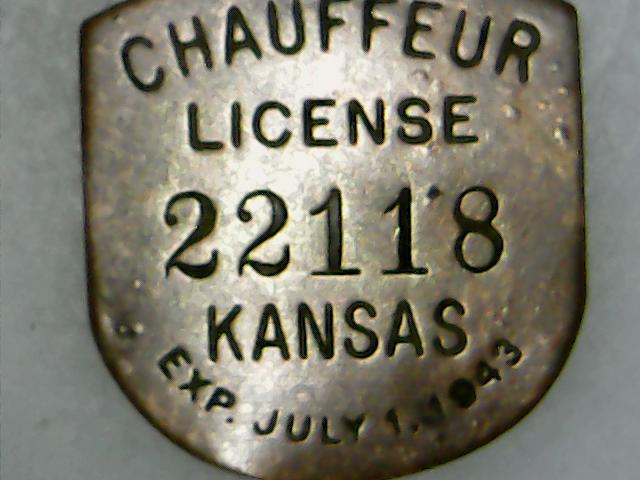 CHAUFFEUR
LICENSE
22118
KANSAS
EXP. JULY 1, 1943